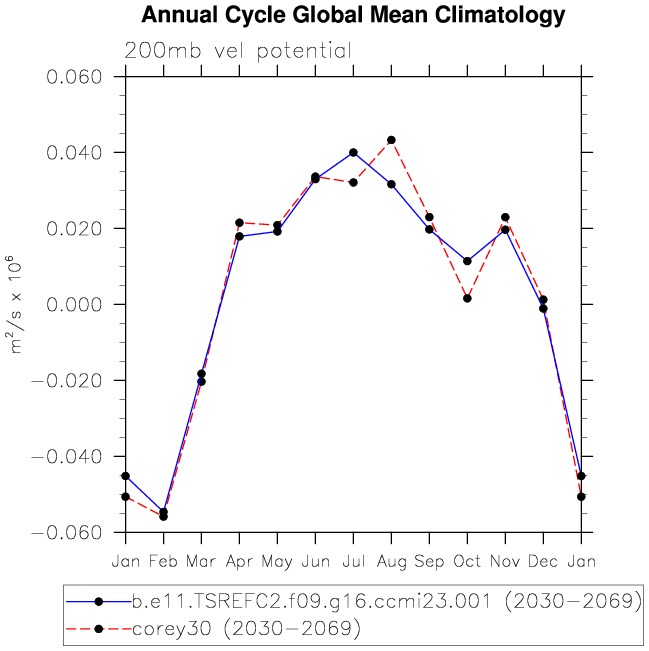 Annual Cycle Global Mean Climatology
200mb vel potential
0.060
0.040
0.020
0.000
−0.020
−0.040
−0.060
m²/s x 10⁶
Jan Feb Mar Apr May Jun Jul Aug Sep Oct Nov Dec Jan
b.e11.TSREFC2.f09.g16.ccmi23.001 (2030−2069)
corey30 (2030−2069)